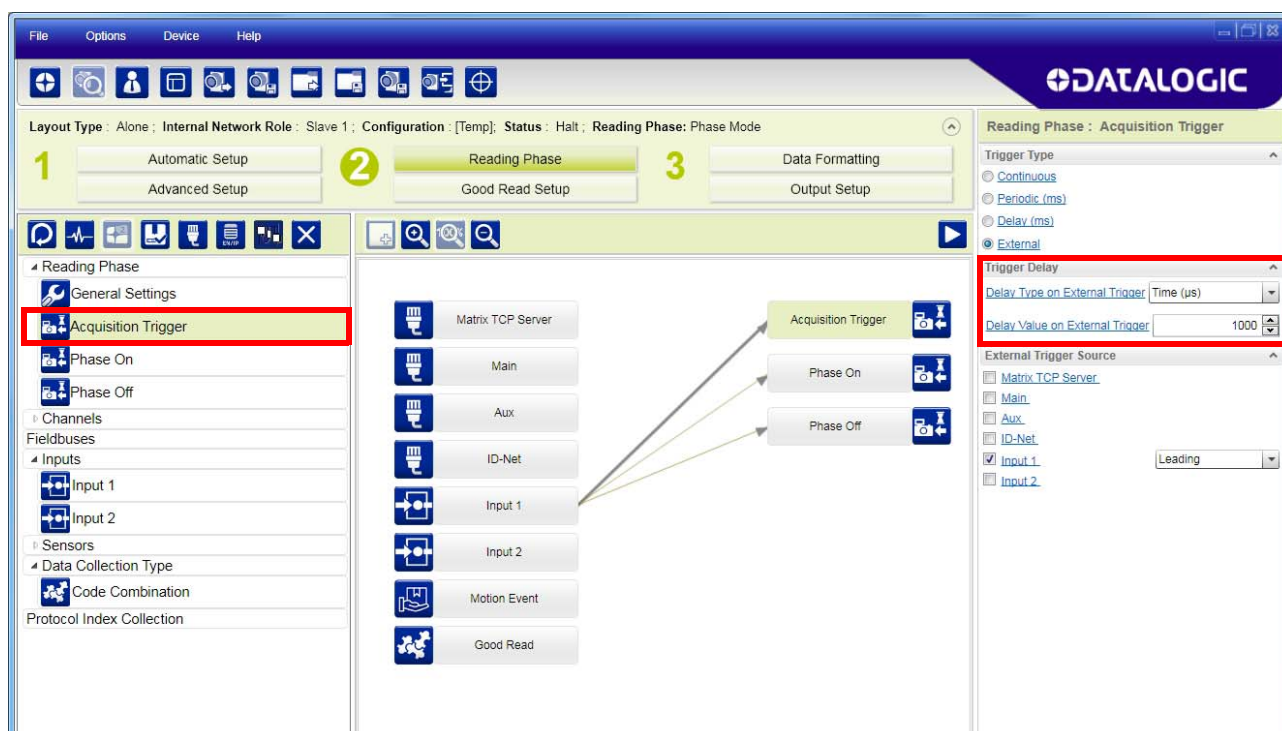 File Options Device Help
DATALOGIC
Layout Type : Alone ; Internal Network Role : Slave 1 ; Configuration : [Temp]; Status : Halt ; Reading Phase: Phase Mode
1
Automatic Setup
Advanced Setup
2
Reading Phase
Good Read Setup
3
Data Formatting
Output Setup
Reading Phase
General Settings
Acquisition Trigger
Phase On
Phase Off
Channels
Fieldbuses
Inputs
Input 1
Input 2
Sensors
Data Collection Type
Code Combination
Protocol Index Collection
Matrix TCP Server
Main
Aux
ID-Net
Input 1
Input 2
Motion Event
Good Read
Acquisition Trigger
Phase On
Phase Off
Reading Phase : Acquisition Trigger
Trigger Type
Continuous
Periodic (ms)
Delay (ms)
External
Trigger Delay
Delay Type on External Trigger Time (µs)
Delay Value on External Trigger 1000
External Trigger Source
Matrix TCP Server
Main
Aux
ID-Net
Input 1 Leading
Input 2